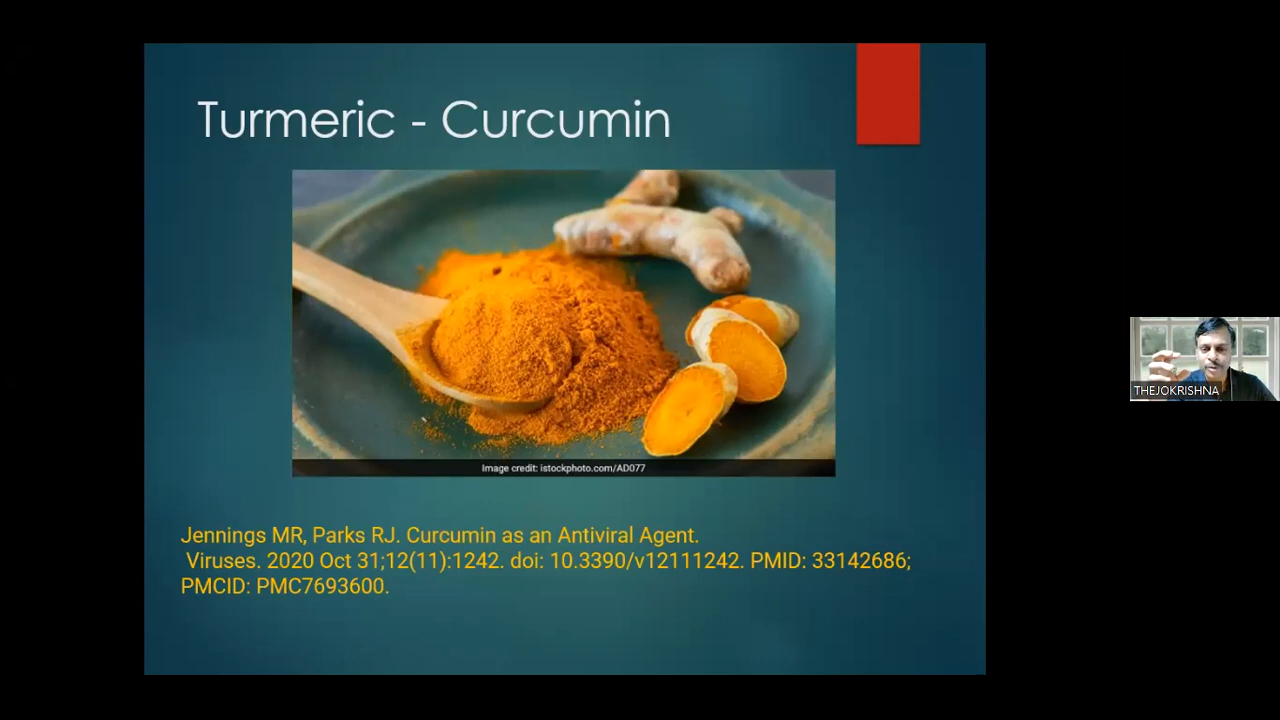 Turmeric - Curcumin
Image credit: istockphoto.com/AD077
Jennings MR, Parks RJ. Curcumin as an Antiviral Agent.
Viruses. 2020 Oct 31;12(11):1242. doi: 10.3390/v12111242. PMID: 33142686;
PMCID: PMC7693600.
THEJOKRISHNA